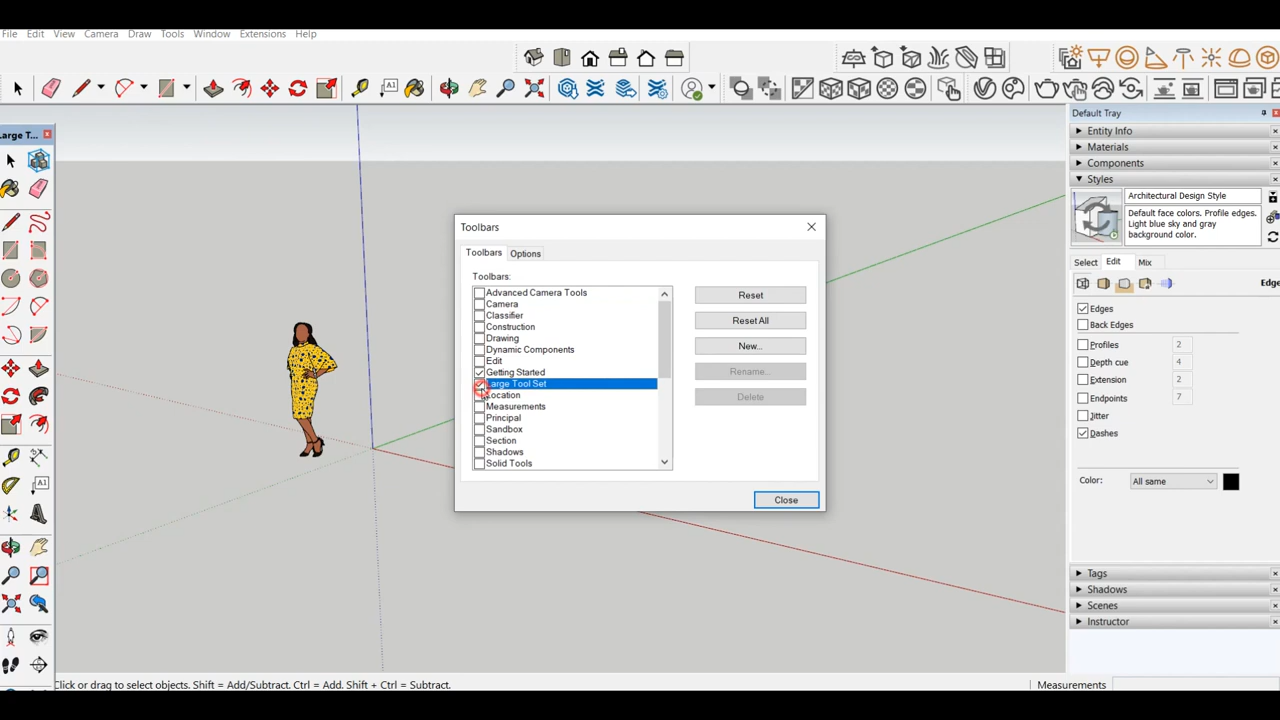 File Edit View Camera Draw Tools Window Extensions Help
Large T...
Default Tray
Entity Info
Materials
Components
Styles
Architectural Design Style
Default face colors. Profile edges.
Light blue sky and gray
background color.
Select Edit Mix
Edge
Edges
Back Edges
Profiles 2
Depth cue 4
Extension 2
Endpoints 7
Jitter
Dashes
Color: All same
Tags
Shadows
Scenes
Instructor
Toolbars
Toolbars Options
Toolbars:
Advanced Camera Tools
Camera
Classifier
Construction
Drawing
Dynamic Components
Edit
Getting Started
Large Tool Set
Location
Measurements
Principal
Sandbox
Section
Shadows
Solid Tools
Reset
Reset All
New...
Rename...
Delete
Close
Click or drag to select objects. Shift = Add/Subtract. Ctrl = Add. Shift + Ctrl = Subtract.
Measurements